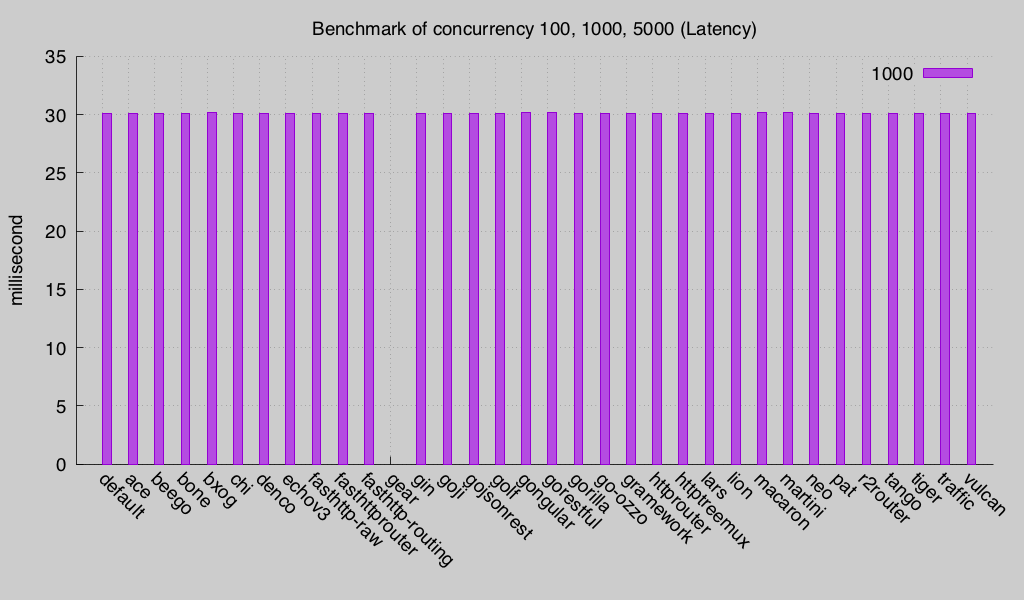 Benchmark of concurrency 100, 1000, 5000 (Latency)
1000
millisecond
35
30
25
20
15
10
5
0
default
ace
beego
bone
bxog
chi
denco
echov3
fasthttp-raw
fasthttprouter
fasthttp-routing
gear
gin
goji
gojsonrest
golf
gongular
gorestful
gorilla
go-ozzo
gramework
httprouter
httptreemux
lars
lion
macaron
martini
neo
pat
r2router
tango
tiger
traffic
vulcan